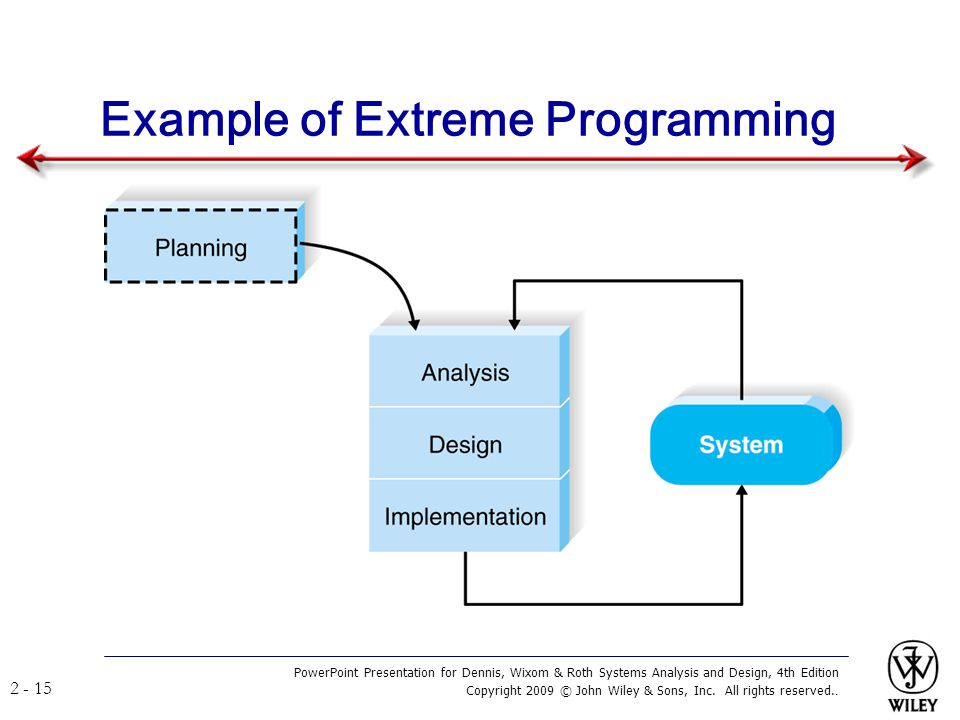 Example of Extreme Programming
Planning
Analysis
Design
Implementation
System
PowerPoint Presentation for Dennis, Wixom & Roth Systems Analysis and Design, 4th Edition
Copyright 2009 © John Wiley & Sons, Inc. All rights reserved..
2 - 15
JW
WILEY